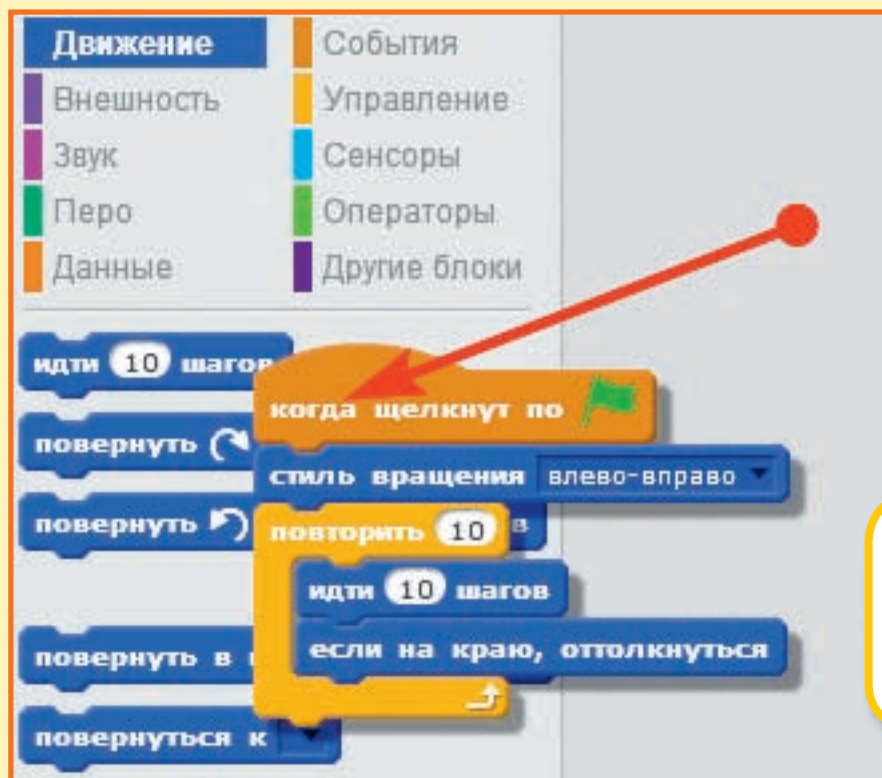 Движение
События
Внешность
Управление
Звук
Сенсоры
Перо
Операторы
Данные
Другие блоки
идти 10 шагов
когда щелкнут по
повернуть
стиль вращения влево-вправо
повернуть
повторить 10
в
идти 10 шагов
повернуть в
если на краю, оттолкнуться
повернуться к